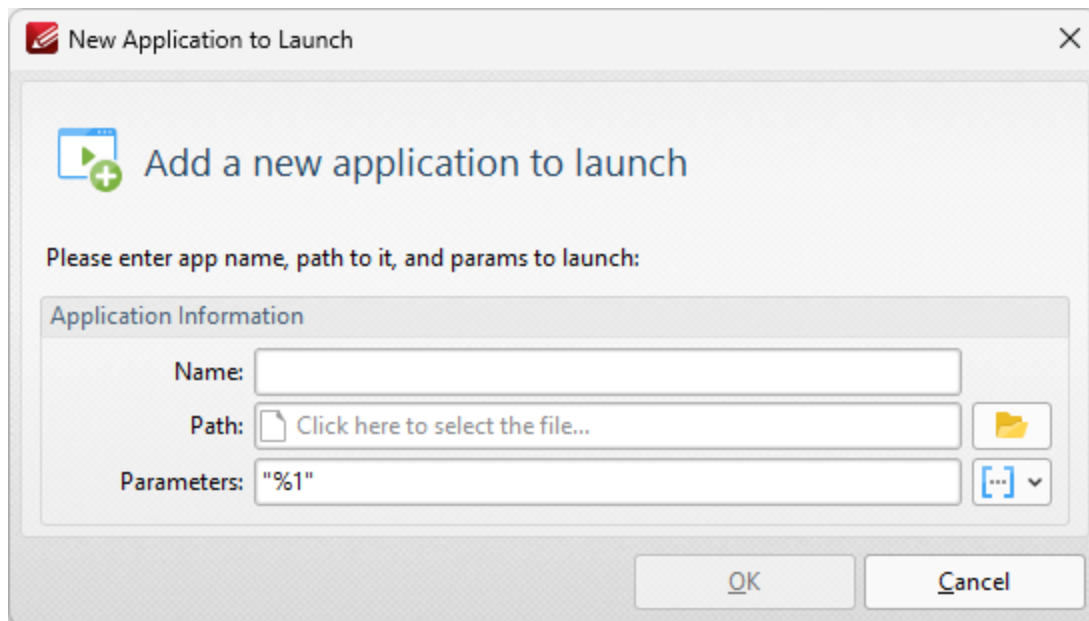 New Application to Launch
Add a new application to launch
Please enter app name, path to it, and params to launch:
Application Information
Name:
Path: Click here to select the file...
Parameters: "%1"
OK Cancel